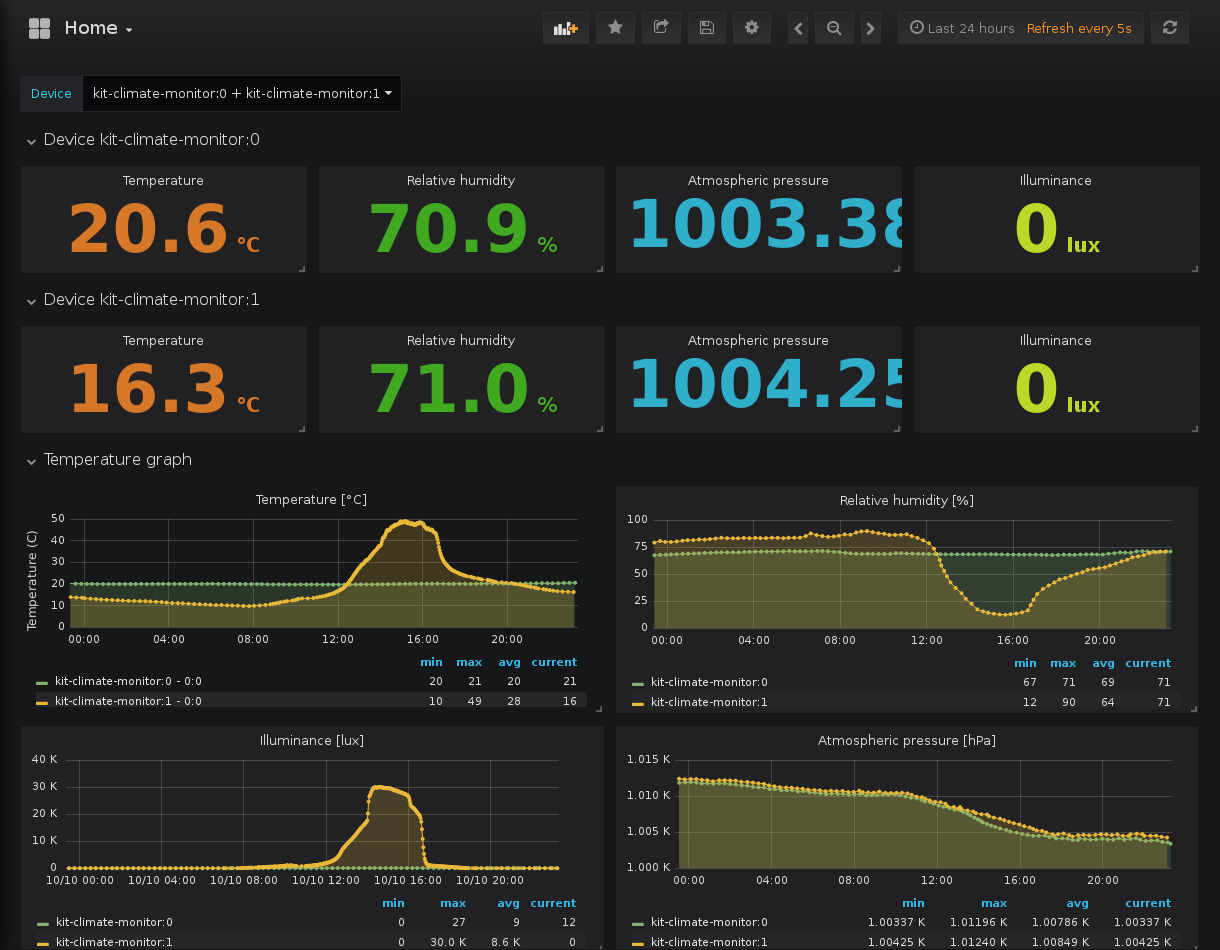 Home
Last 24 hours Refresh every 5s
Device kit-climate-monitor:0 + kit-climate-monitor:1
Device kit-climate-monitor:0
Temperature Relative humidity Atmospheric pressure Illuminance
20.6 °C 70.9 % 1003.38 0 lux
Device kit-climate-monitor:1
Temperature Relative humidity Atmospheric pressure Illuminance
16.3 °C 71.0 % 1004.25 0 lux
Temperature graph
Temperature [°C]
Temperature (C)
50
40
30
20
10
0
00:00 04:00 08:00 12:00 16:00 20:00
min max avg current
kit-climate-monitor:0 - 0:0 20 21 20 21
kit-climate-monitor:1 - 0:0 10 49 28 16
Relative humidity [%]
100
75
50
25
0
00:00 04:00 08:00 12:00 16:00 20:00
min max avg current
kit-climate-monitor:0 67 71 69 71
kit-climate-monitor:1 12 90 64 71
Illuminance [lux]
40 K
30 K
20 K
10 K
0
10/10 00:00 10/10 04:00 10/10 08:00 10/10 12:00 10/10 16:00 10/10 20:00
min max avg current
kit-climate-monitor:0 0 27 9 12
kit-climate-monitor:1 0 30.0 K 8.6 K 0
Atmospheric pressure [hPa]
1.015 K
1.010 K
1.005 K
1.000 K
00:00 04:00 08:00 12:00 16:00 20:00
min max avg current
kit-climate-monitor:0 1.00337 K 1.01196 K 1.00786 K 1.00337 K
kit-climate-monitor:1 1.00425 K 1.01240 K 1.00849 K 1.00425 K